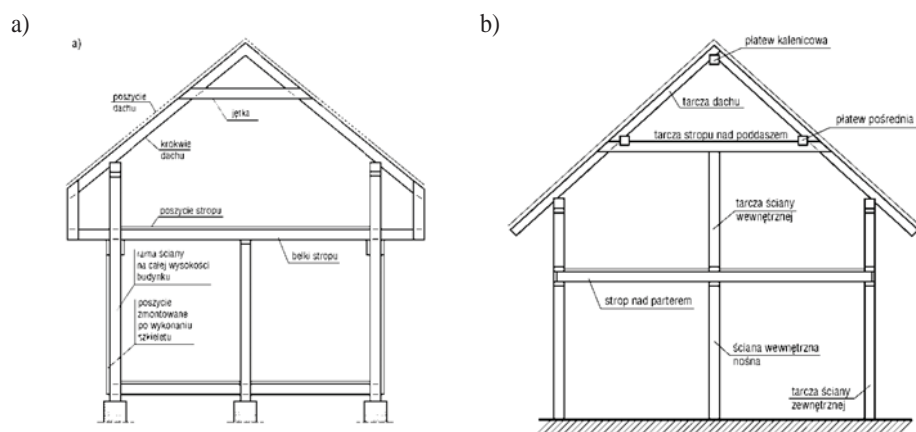 a)
a)
poszycie
dachu
jętka
krokwie
dachu
poszycie stropu
belki stropu
rama ściany
na całej wysokości
budynku
poszycie
zmontowane
po wykonaniu
szkieletu
b)
płatew kalenicowa
tarcza dachu
płatew pośrednia
tarcza stropu nad poddaszem
tarcza ściany
wewnętrznej
strop nad parterem
ściana wewnętrzna
nośna
tarcza ściany
zewnętrznej